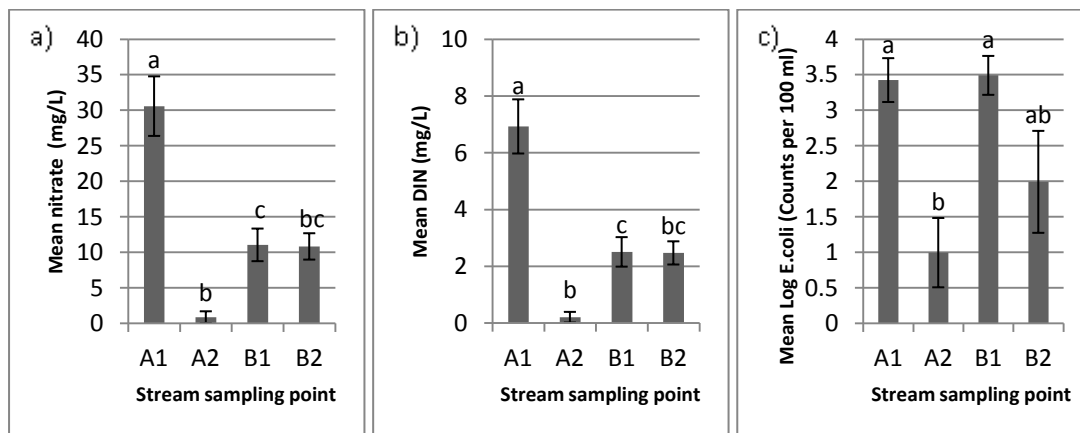 a)
Mean nitrate (mg/L)
40
35
30
25
20
15
10
5
0
a
b
c
bc
A1 A2 B1 B2
Stream sampling point
b)
Mean DIN (mg/L)
10
8
6
4
2
0
a
b
c
bc
A1 A2 B1 B2
Stream sampling point
c)
Mean Log E.coli (Counts per 100 ml)
4
3.5
3
2.5
2
1.5
1
0.5
0
a
b
a
ab
A1 A2 B1 B2
Stream sampling point